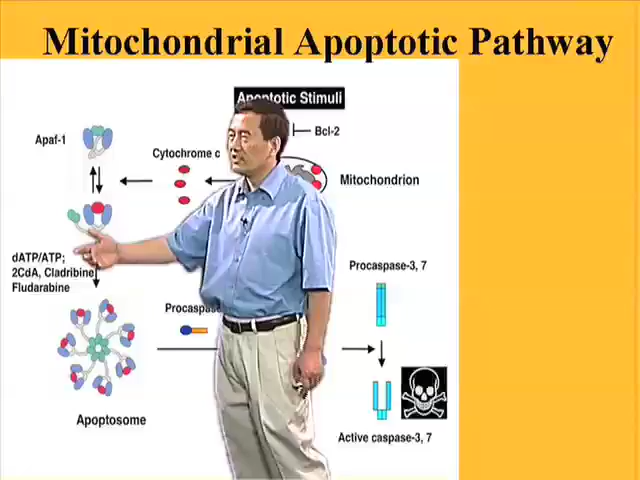 Mitochondrial Apoptotic Pathway
Apoptotic Stimuli
Bcl-2
Apaf-1
Cytochrome c
Mitochondrion
dATP/ATP;
2CdA, Cladribine
Fludarabine
Procaspase-3, 7
Apoptosome
Active caspase-3, 7